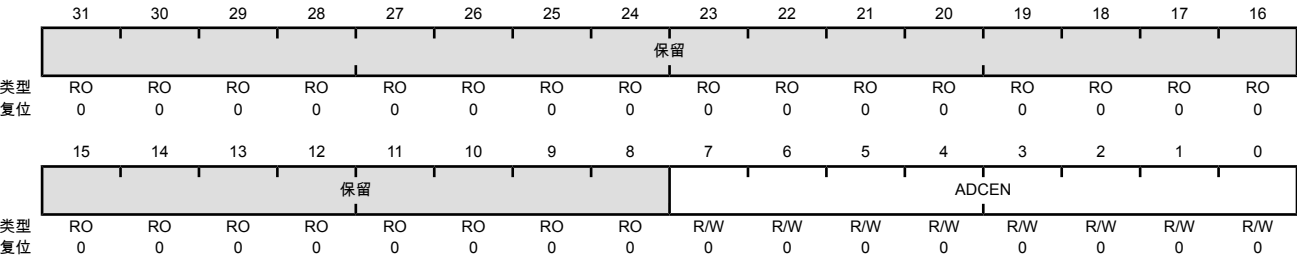 31 30 29 28 27 26 25 24 23 22 21 20 19 18 17 16
保留
类型 RO RO RO RO RO RO RO RO RO RO RO RO RO RO RO RO
复位 0 0 0 0 0 0 0 0 0 0 0 0 0 0 0 0
15 14 13 12 11 10 9 8 7 6 5 4 3 2 1 0
保留 ADCEN
类型 RO RO RO RO RO RO RO RO R/W R/W R/W R/W R/W R/W R/W R/W
复位 0 0 0 0 0 0 0 0 0 0 0 0 0 0 0 0